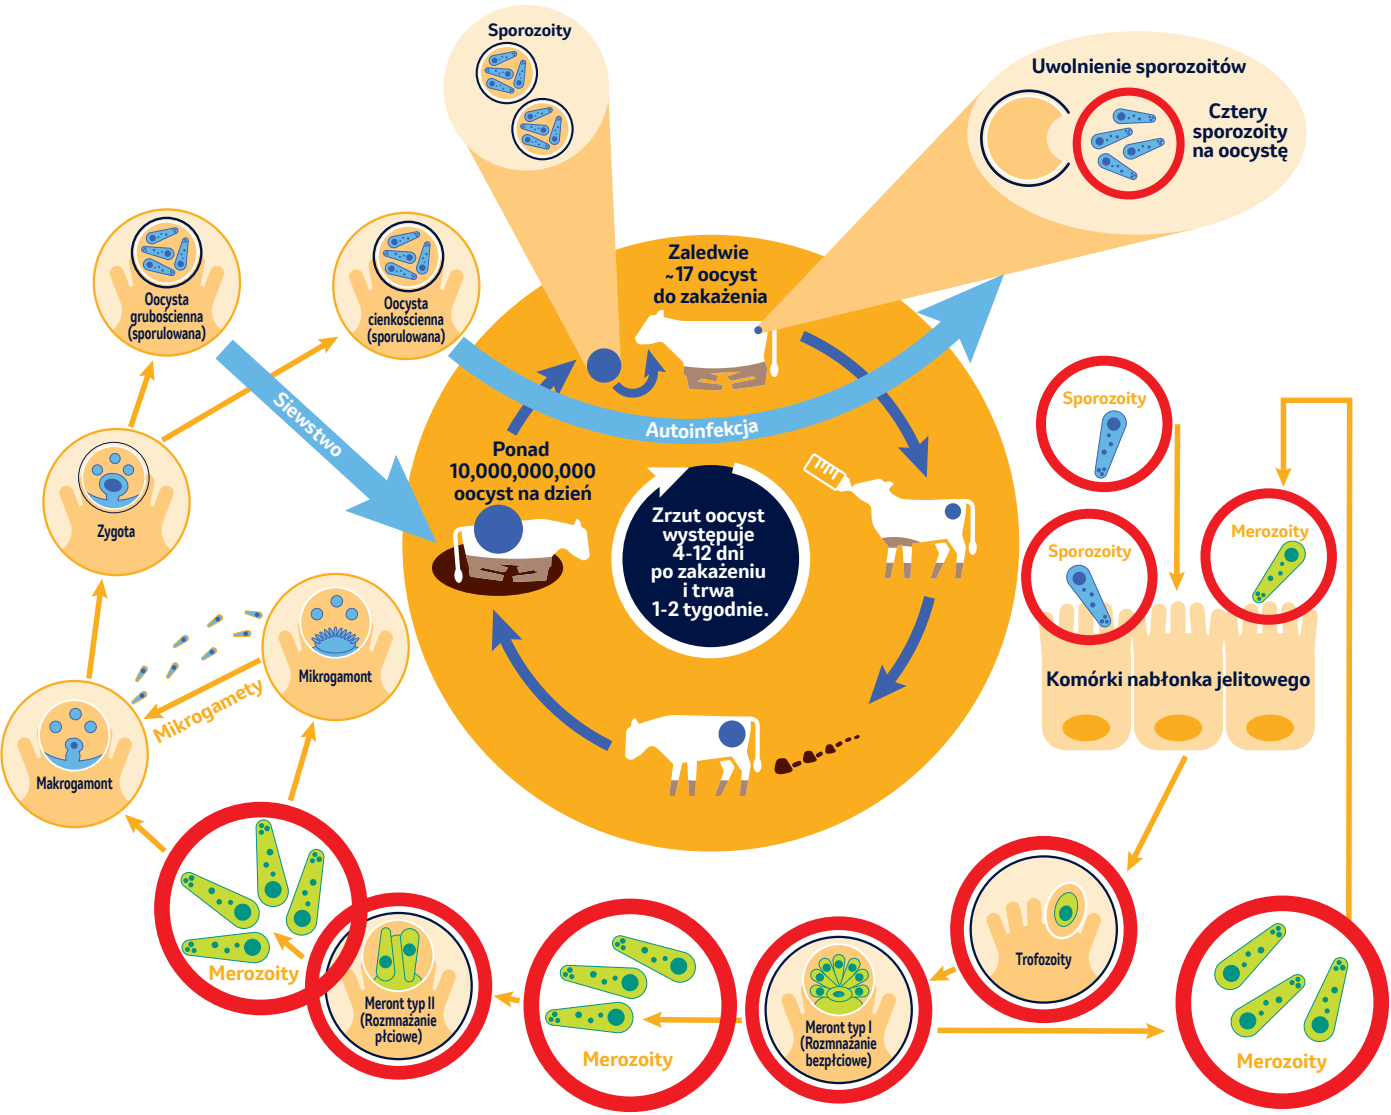 Sporozoity
Uwolnienie sporozoitów
Cztery
sporozoity
na oocystę
Oocysta
grubościenna
(sporulowana)
Oocysta
cienkościenna
(sporulowana)
Zaledwie
~17 oocyst
do zakażenia
Siewstwo
Autoinfekcja
Ponad
10,000,000,000
oocyst na dzień
Zrzut oocyst
występuje
4-12 dni
po zakażeniu
i trwa
1-2 tygodnie.
Sporozoity
Sporozoity
Merozoity
Komórki nabłonka jelitowego
Zygota
Mikrogamont
Mikrogamety
Makrogamont
Merozoity
Meront typ II
(Rozmnażanie
płciowe)
Merozoity
Meront typ I
(Rozmnażanie
bezpłciowe)
Trofozoity
Merozoity